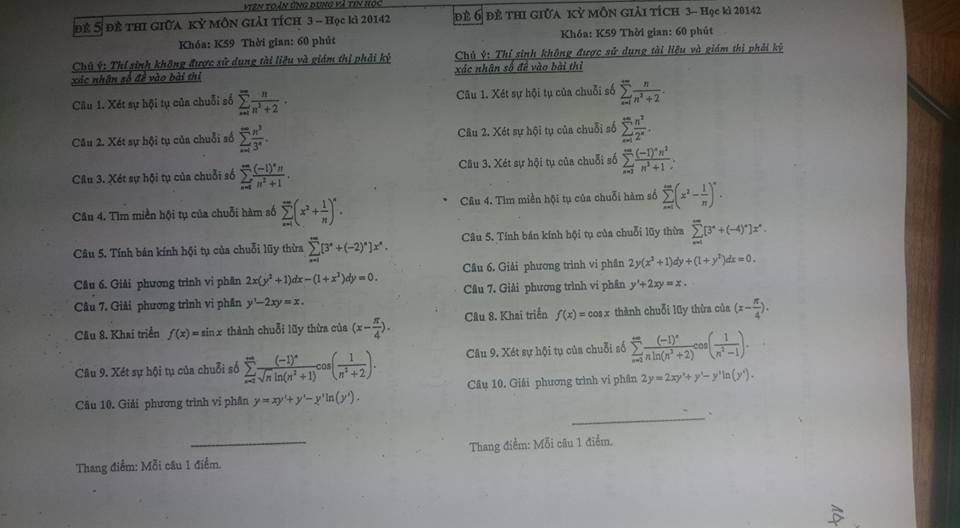 VIỆN TOÁN ỨNG DỤNG VÀ TIN HỌC
ĐỀ 5 ĐỀ THI GIỮA KỲ MÔN GIẢI TÍCH 3 – Học kì 20142
Khóa: K59 Thời gian: 60 phút
Chú ý: Thí sinh không được sử dụng tài liệu và giám thị phải ký
xác nhận số đề vào bài thi
Câu 1. Xét sự hội tụ của chuỗi số \sum_{n=1}^{+\infty} \frac{n}{n^3+2}.
Câu 2. Xét sự hội tụ của chuỗi số \sum_{n=1}^{+\infty} \frac{n^3}{3^n}.
Câu 3. Xét sự hội tụ của chuỗi số \sum_{n=2}^{+\infty} \frac{(-1)^n n}{n^2+1}.
Câu 4. Tìm miền hội tụ của chuỗi hàm số \sum_{n=1}^{+\infty} \left(x^2+\frac{1}{n}\right)^n.
Câu 5. Tính bán kính hội tụ của chuỗi lũy thừa \sum_{n=1}^{+\infty} [3^n+(-2)^n]x^n.
Câu 6. Giải phương trình vi phân 2x(y²+1)dx−(1+x²)dy=0.
Câu 7. Giải phương trình vi phân y'−2xy=x.
Câu 8. Khai triển f(x)=sin x thành chuỗi lũy thừa của (x−\frac{π}{4}).
Câu 9. Xét sự hội tụ của chuỗi số \sum_{n=2}^{+\infty} \frac{(-1)^n}{\sqrt{n}\ln(n^2+1)}\cos\left(\frac{1}{n^2+2}\right).
Câu 10. Giải phương trình vi phân y=xy'+y'−y'ln(y').
Thang điểm: Mỗi câu 1 điểm.
ĐỀ 6 ĐỀ THI GIỮA KỲ MÔN GIẢI TÍCH 3– Học kì 20142
Khóa: K59 Thời gian: 60 phút
Chú ý: Thí sinh không được sử dụng tài liệu và giám thị phải ký
xác nhận số đề vào bài thi
Câu 1. Xét sự hội tụ của chuỗi số \sum_{n=1}^{+\infty} \frac{n}{n^2+2}.
Câu 2. Xét sự hội tụ của chuỗi số \sum_{n=1}^{+\infty} \frac{n^2}{2^n}.
Câu 3. Xét sự hội tụ của chuỗi số \sum_{n=2}^{+\infty} \frac{(-1)^n n^2}{n^3+1}.
Câu 4. Tìm miền hội tụ của chuỗi hàm số \sum_{n=1}^{+\infty} \left(x^2-\frac{1}{n}\right)^n.
Câu 5. Tính bán kính hội tụ của chuỗi lũy thừa \sum_{n=1}^{+\infty} [3^n+(-4)^n]x^n.
Câu 6. Giải phương trình vi phân 2y(x²+1)dy+(1+y²)dx=0.
Câu 7. Giải phương trình vi phân y'+2xy=x.
Câu 8. Khai triển f(x)=cos x thành chuỗi lũy thừa của (x−\frac{π}{4}).
Câu 9. Xét sự hội tụ của chuỗi số \sum_{n=2}^{+\infty} \frac{(-1)^n}{n\ln(n^3+2)}\cos\left(\frac{1}{n^2-1}\right).
Câu 10. Giải phương trình vi phân 2y=2xy'+y'−y'ln(y').
Thang điểm: Mỗi câu 1 điểm.